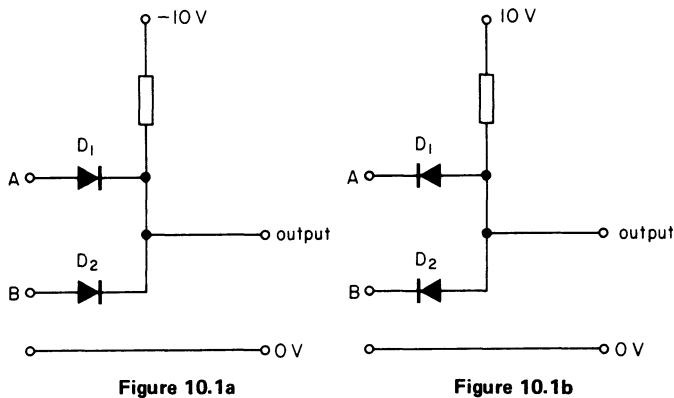 −10 V
D1
A
output
D2
B
0 V
Figure 10.1a
10 V
D1
A
output
D2
B
0 V
Figure 10.1b